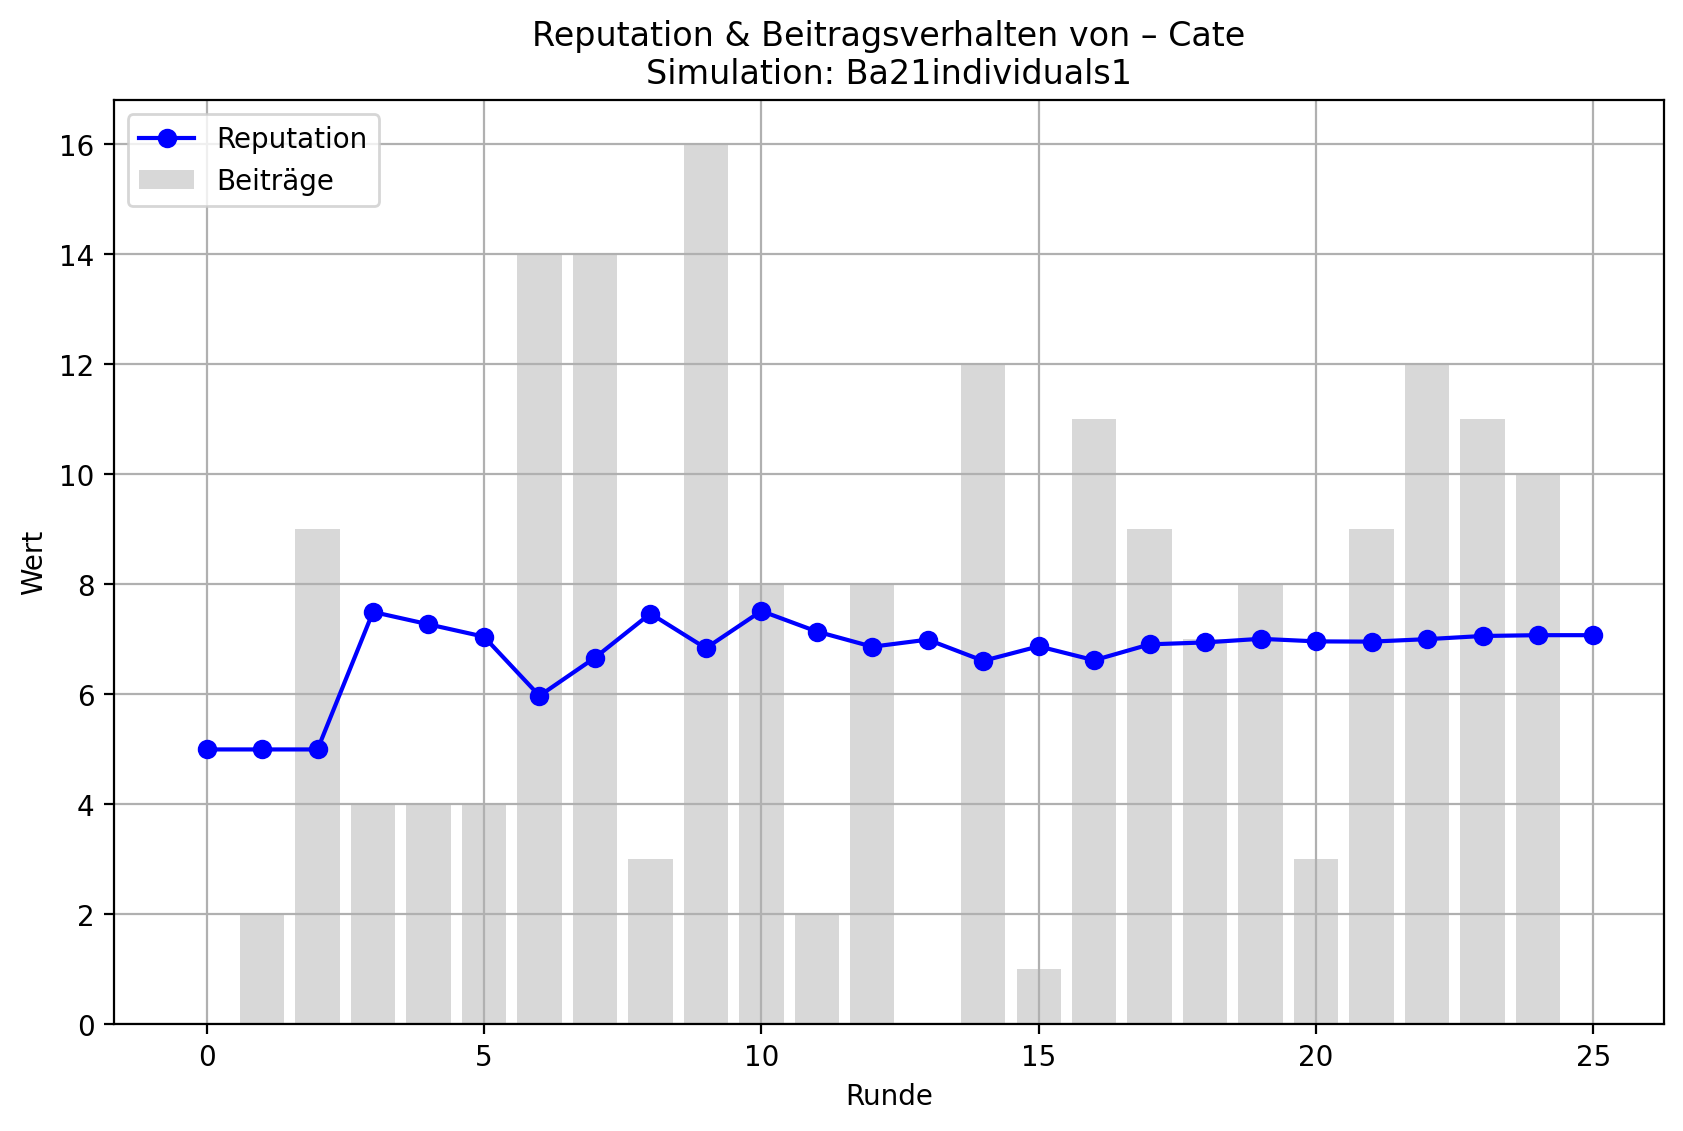 Reputation & Beitragsverhalten von – Cate
Simulation: Ba21individuals1
Reputation
Beiträge
16
14
12
10
8
6
4
2
0
Wert
0 5 10 15 20 25
Runde